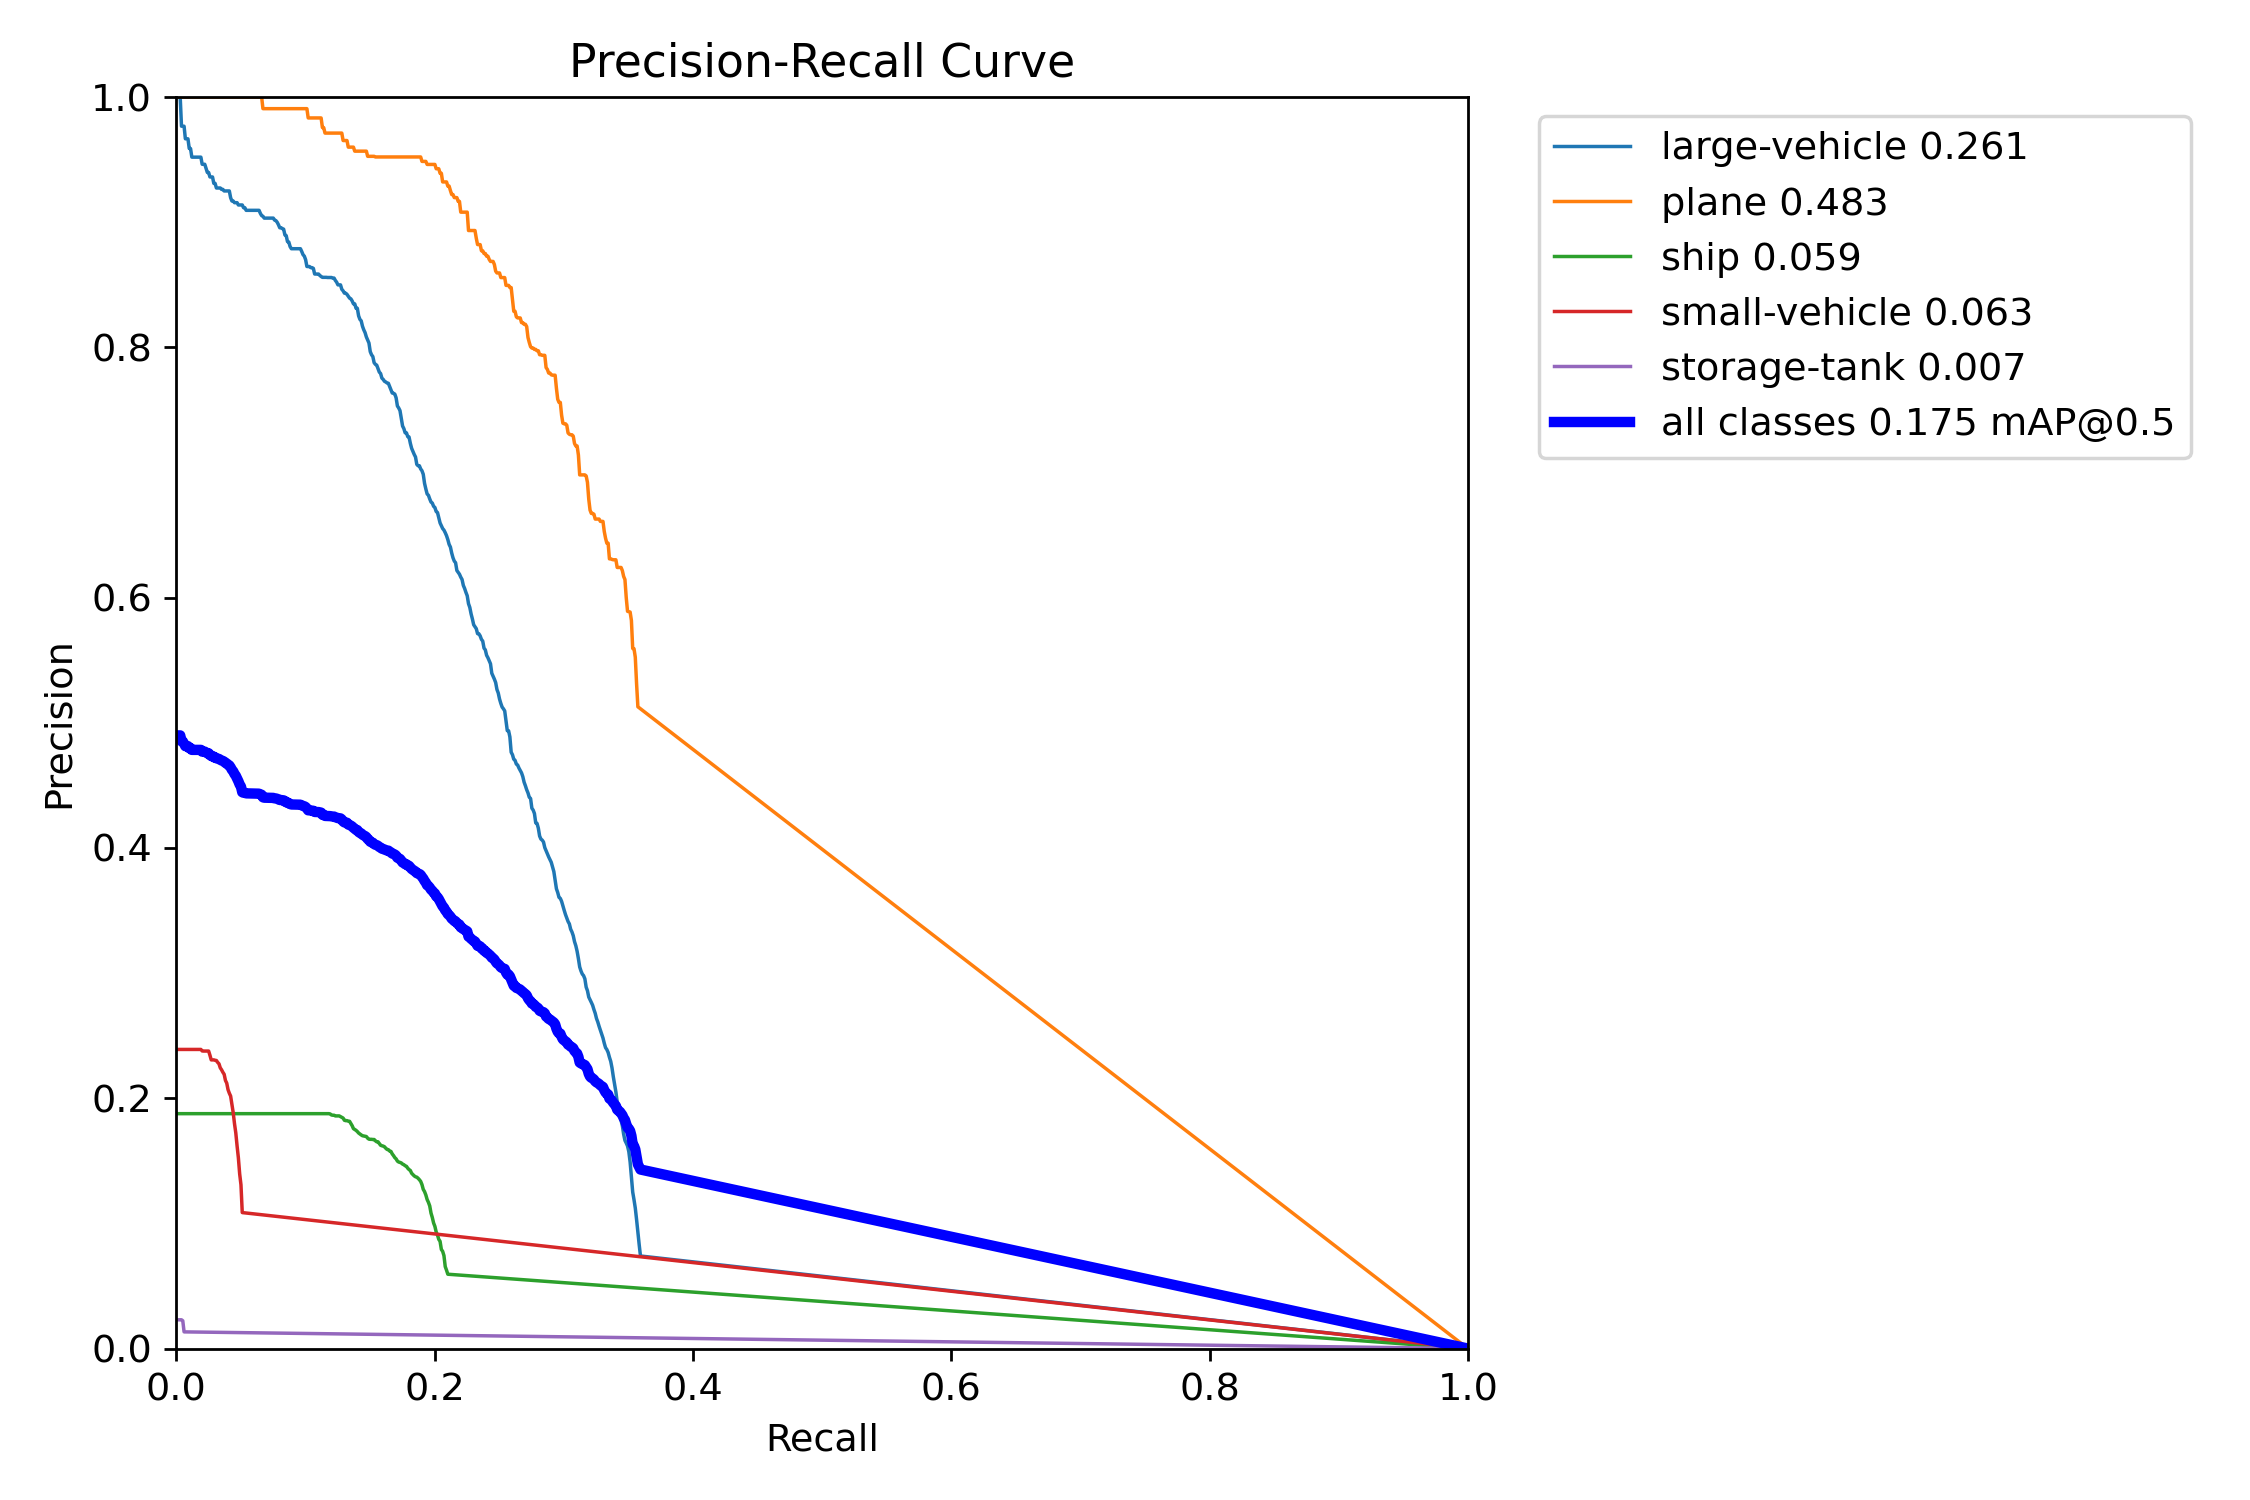 Precision-Recall Curve
1.0
0.8
0.6
0.4
0.2
0.0
Precision
0.0 0.2 0.4 0.6 0.8 1.0
Recall
large-vehicle 0.261
plane 0.483
ship 0.059
small-vehicle 0.063
storage-tank 0.007
all classes 0.175 mAP@0.5